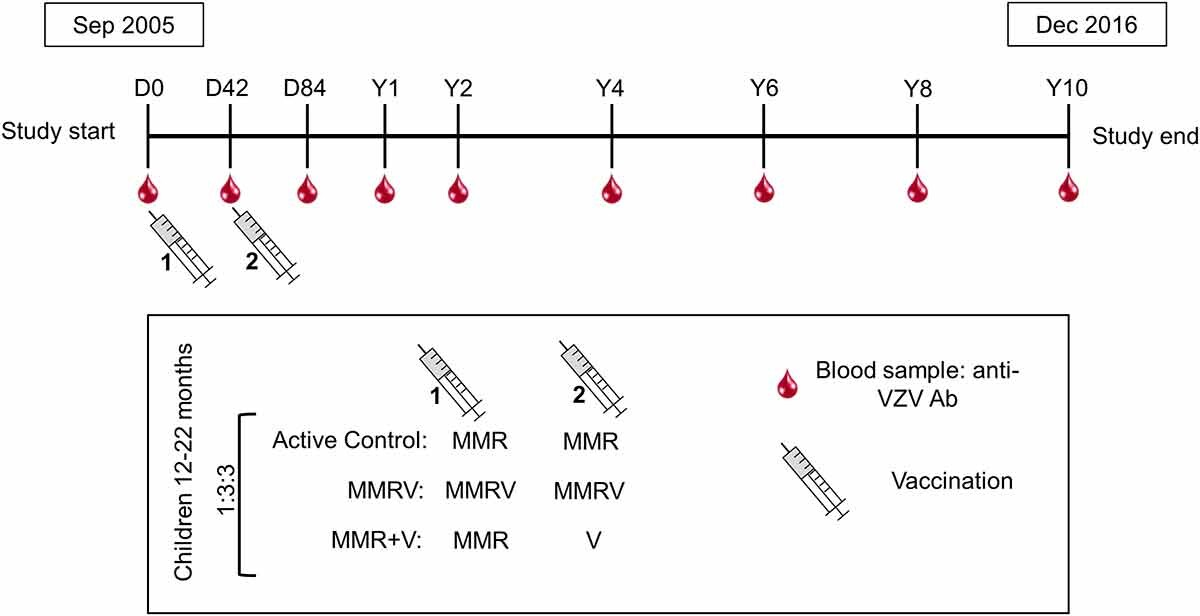 Sep 2005
Dec 2016
D0 D42 D84 Y1 Y2 Y4 Y6 Y8 Y10
Study start
Study end
1 2
Children 12-22 months
1:3:3
1 2
Active Control: MMR MMR
MMRV: MMRV MMRV
MMR+V: MMR V
Blood sample: anti-
VZV Ab
Vaccination